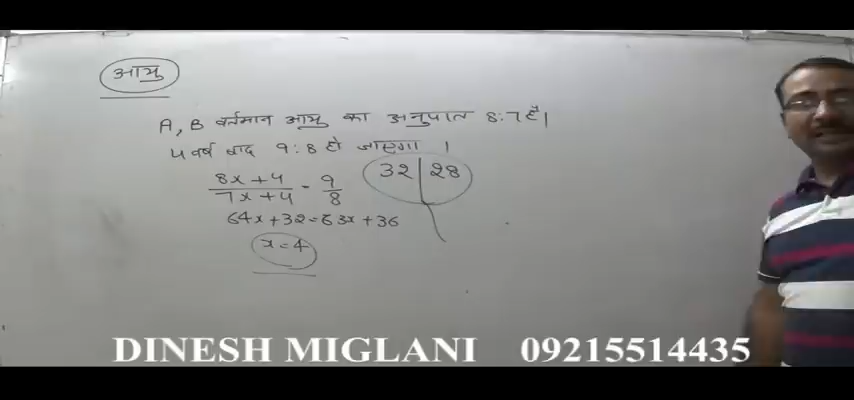 आयु
A, B वर्तमान आयु का अनुपात 8:7 है।
4 वर्ष बाद 9:8 हो जाएगा । 32 | 28
8x+4 / 7x+4 = 9/8
64x+32=63x+36
x=4
DINESH MIGLANI 09215514435